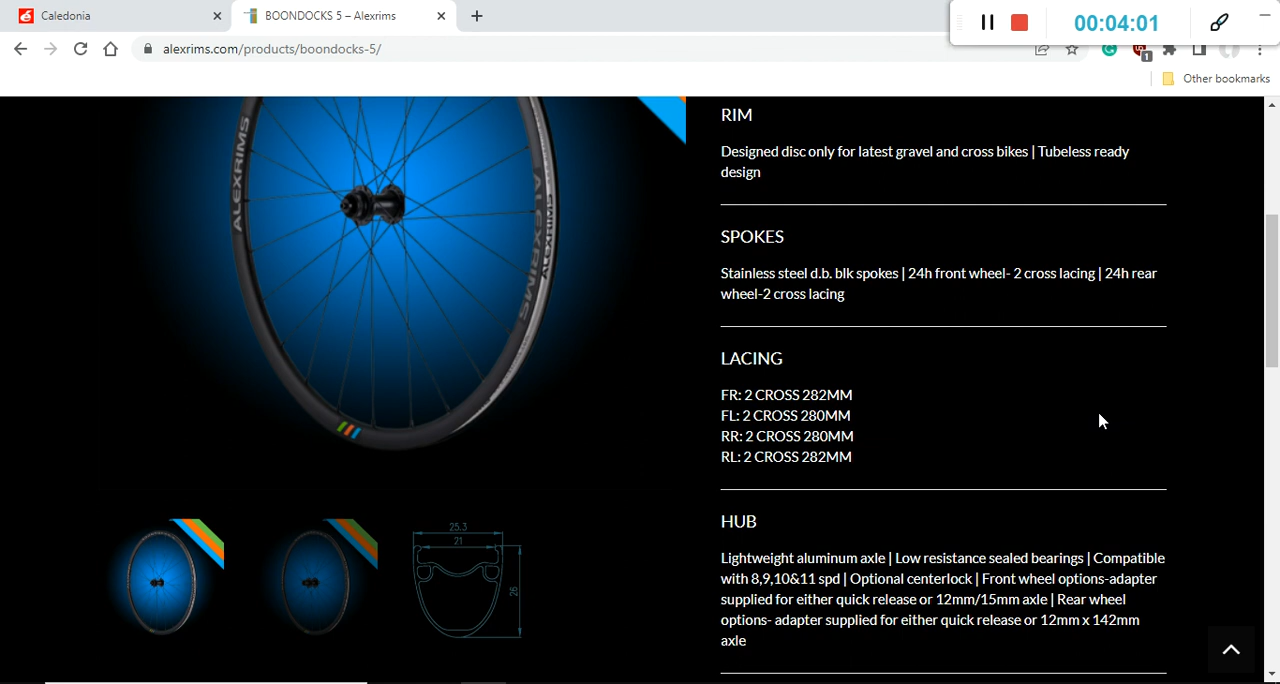 Caledonia
BOONDOCKS 5 – Alexrims
00:04:01
alexrims.com/products/boondocks-5/
1
Other bookmarks
ALEXRIMS
ALEXRIMS
ALEXRIMS
RIM
Designed disc only for latest gravel and cross bikes | Tubeless ready
design
SPOKES
Stainless steel d.b. blk spokes | 24h front wheel- 2 cross lacing | 24h rear
wheel-2 cross lacing
LACING
FR: 2 CROSS 282MM
FL: 2 CROSS 280MM
RR: 2 CROSS 280MM
RL: 2 CROSS 282MM
25.3
21
26
HUB
Lightweight aluminum axle | Low resistance sealed bearings | Compatible
with 8,9,10&11 spd | Optional centerlock | Front wheel options-adapter
supplied for either quick release or 12mm/15mm axle | Rear wheel
options- adapter supplied for either quick release or 12mm x 142mm
axle